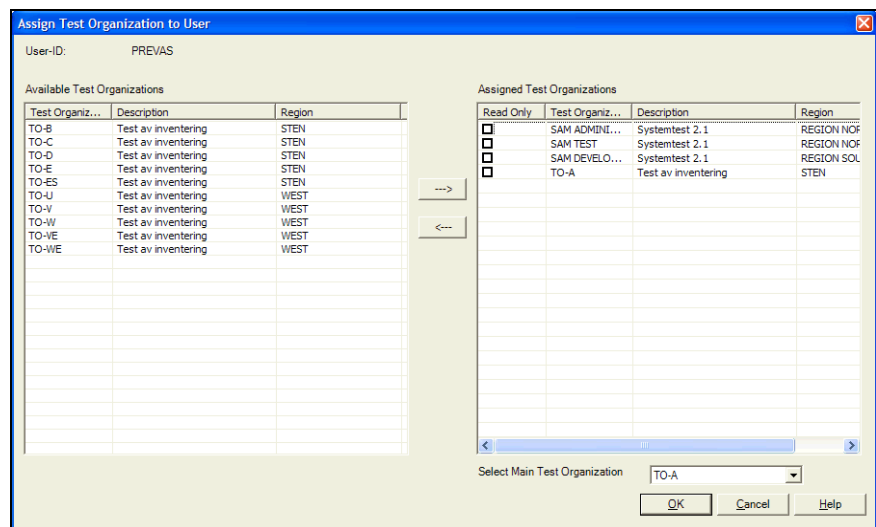 Assign Test Organization to User
User-ID: PREVAS
Available Test Organizations
Test Organiz... Description Region
TO-B Test av inventering STEN
TO-C Test av inventering STEN
TO-D Test av inventering STEN
TO-E Test av inventering STEN
TO-ES Test av inventering STEN
TO-U Test av inventering WEST
TO-V Test av inventering WEST
TO-W Test av inventering WEST
TO-VE Test av inventering WEST
TO-WE Test av inventering WEST
--->
<---
Assigned Test Organizations
Read Only Test Organiz... Description Region
SAM ADMINI... Systemtest 2.1 REGION NOR
SAM TEST Systemtest 2.1 REGION NOR
SAM DEVELO... Systemtest 2.1 REGION SOU
TO-A Test av inventering STEN
Select Main Test Organization TO-A
OK Cancel Help